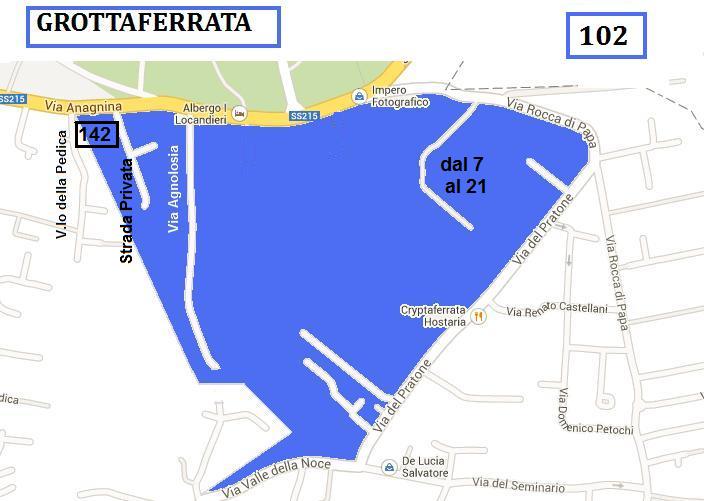 GROTTAFERRATA
102
SS215
Via Anagnina
Albergo I
Locandieri
SS215
Impero
Fotografico
Via Rocca di Papa
142
V.lo della Pedica
Strada Privata
Via Agnolosia
dal 7
al 21
Via del Pratone
Via Rocca di Papa
Cryptaferrata
Hostaria
Via Renato Castellani
Via del Pratone
Via Domenico Petochi
dica
De Lucia
Salvatore
Via Valle della Noce
Via del Seminario